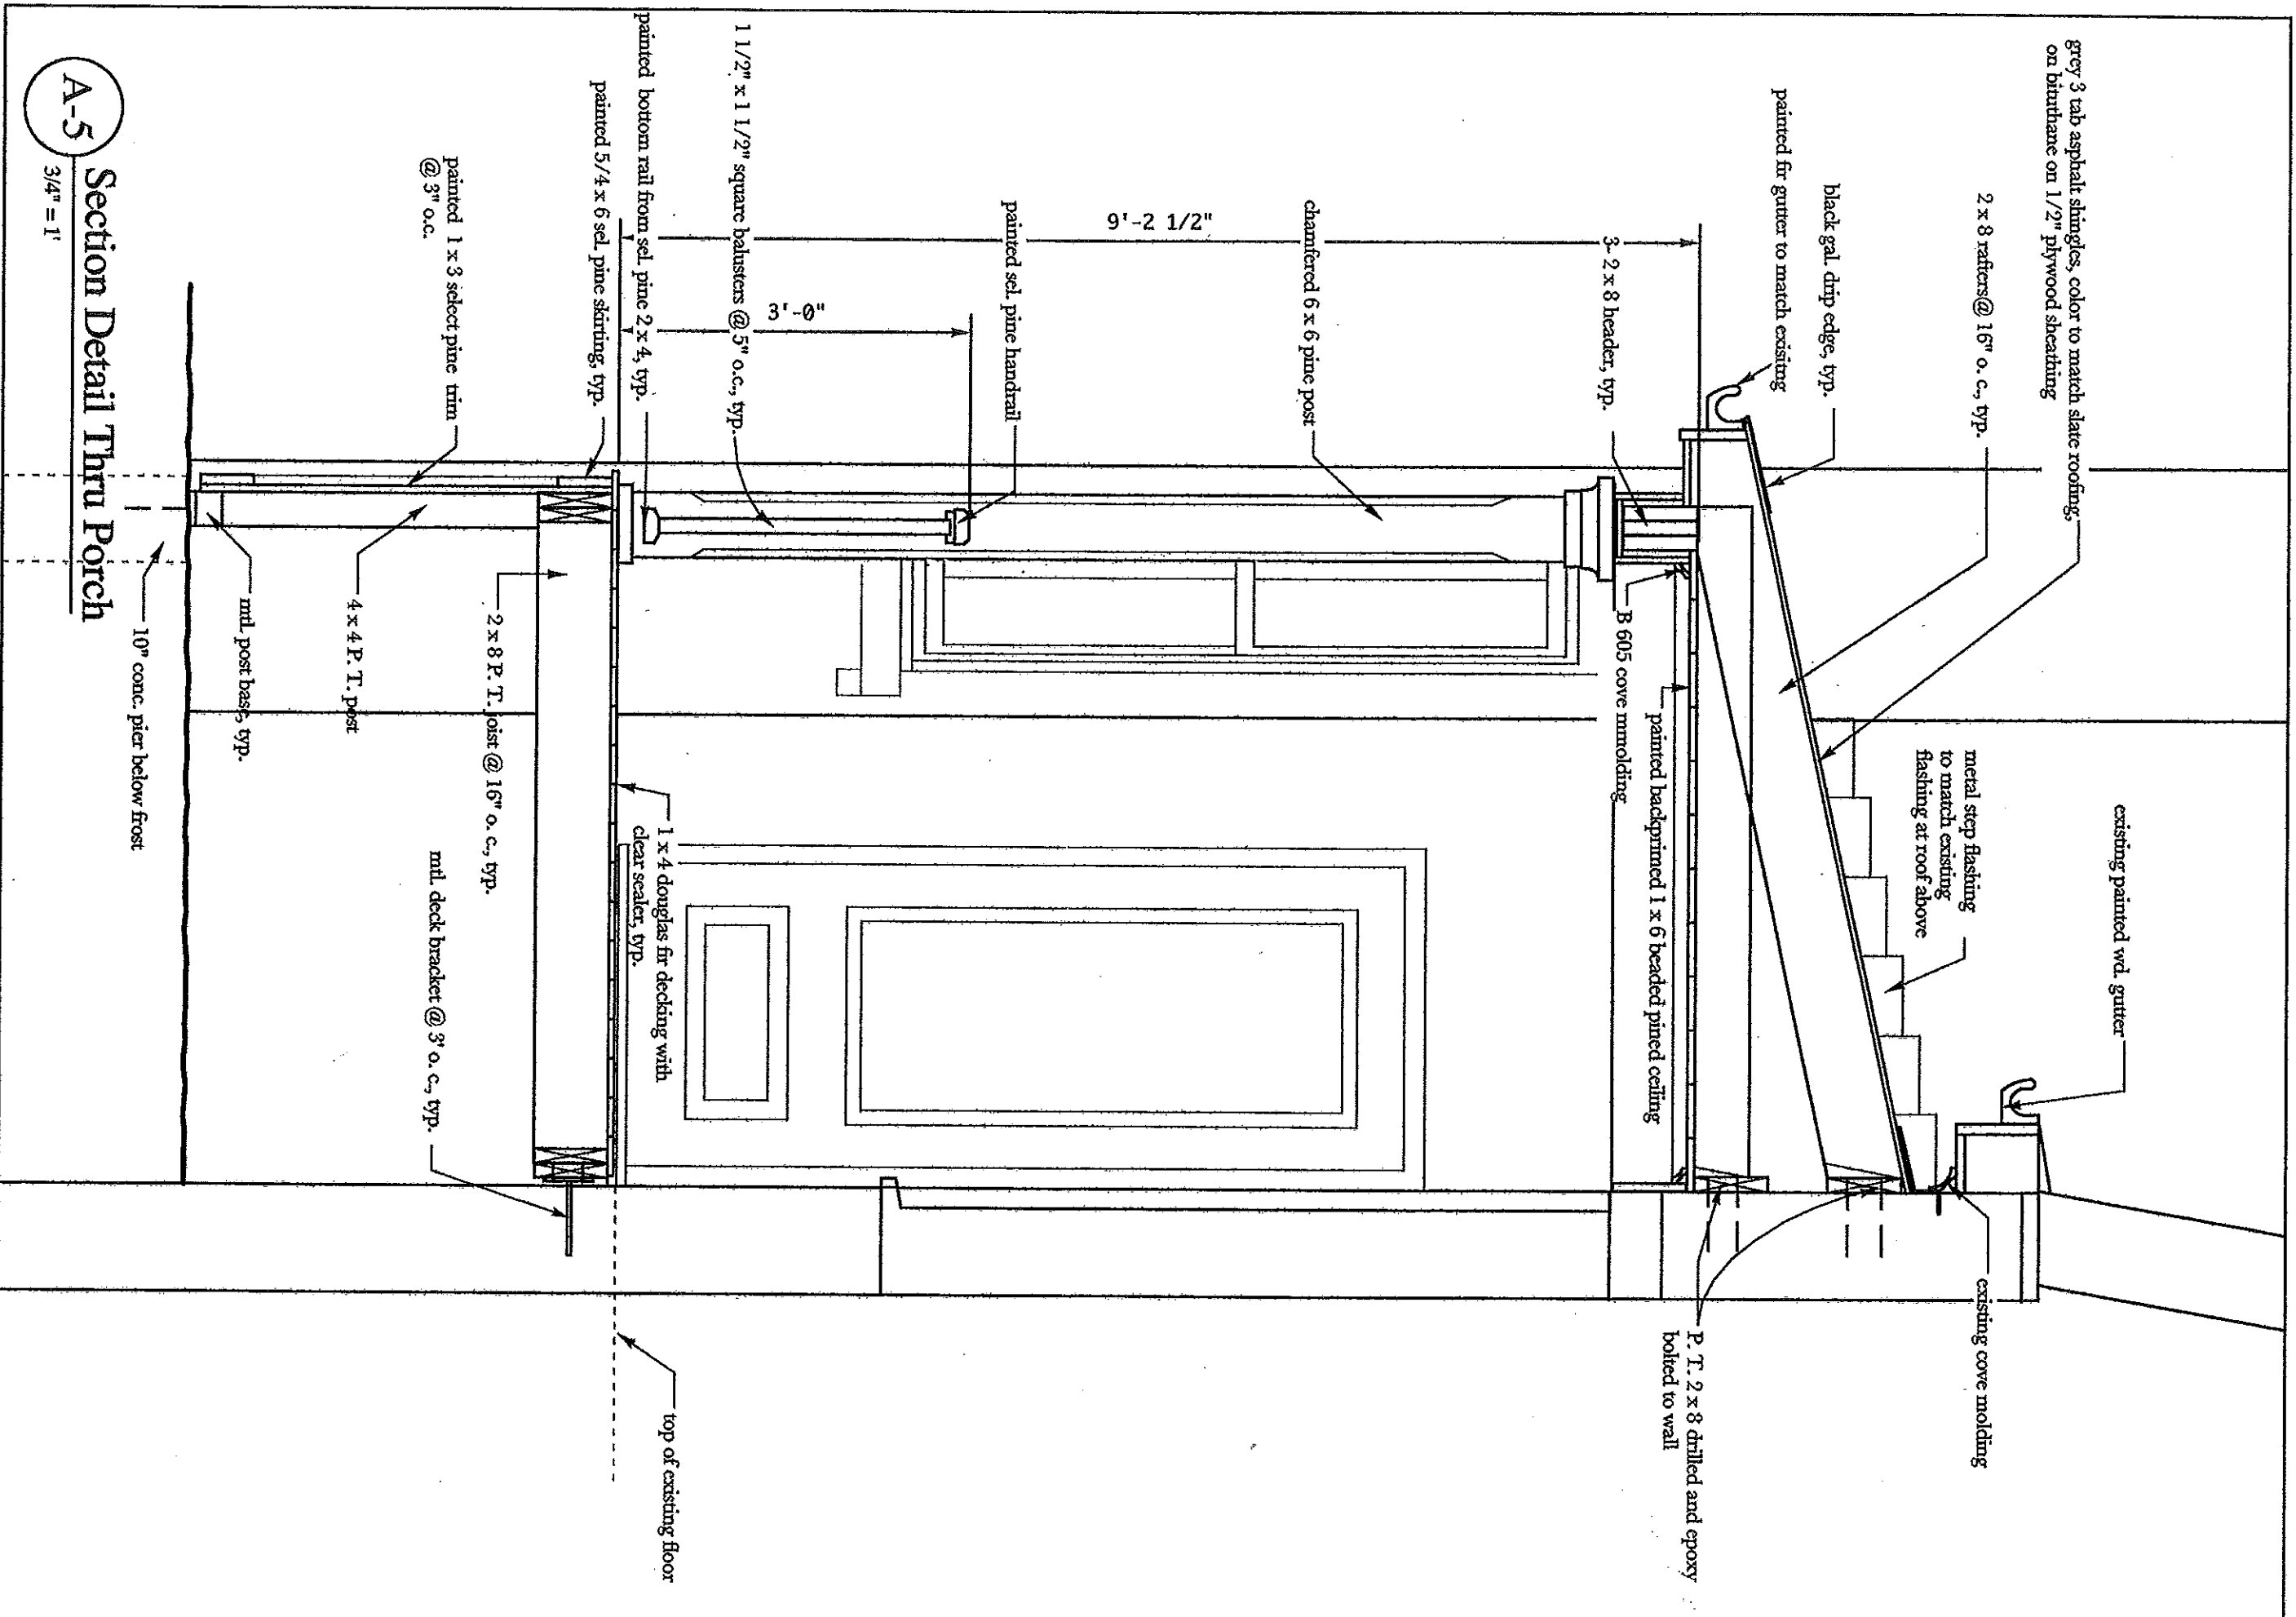 grey 3 tab asphalt shingles, color to match slate roofing,
on bituthane on 1/2" plywood sheathing
2 x 8 rafters@ 16" o. c., typ.
black gal. drip edge, typ.
painted fir gutter to match exisitng
3- 2 x 8 header, typ.
chamfered 6 x 6 pine post
9'-2 1/2"
painted sel. pine handrail
3'-0"
1 1/2" x 1 1/2" square balusters @ 5" o.c., typ.
painted bottom rail from sel. pine 2 x 4, typ.
painted 5/4 x 6 sel. pine skirting, typ.
painted 1 x 3 select pine trim
@ 3" o.c.
existing painted wd. gutter
metal step flashing
to match existing
flashing at roof above
painted backprimed 1 x 6 beaded pined ceiling
B 605 cove mmolding
1 x 4 douglas fir decking with
clear sealer, typ.
2 x 8 P. T. joist @ 16" o. c., typ.
4 x 4 P. T. post
mtl. post base, typ.
10" conc. pier below frost
mtl. deck bracket @ 3' o. c., typ.
existing cove molding
P. T. 2 x 8 drilled and epoxy
bolted to wall
top of existing floor
A-5
Section Detail Thru Porch
3/4" = 1'